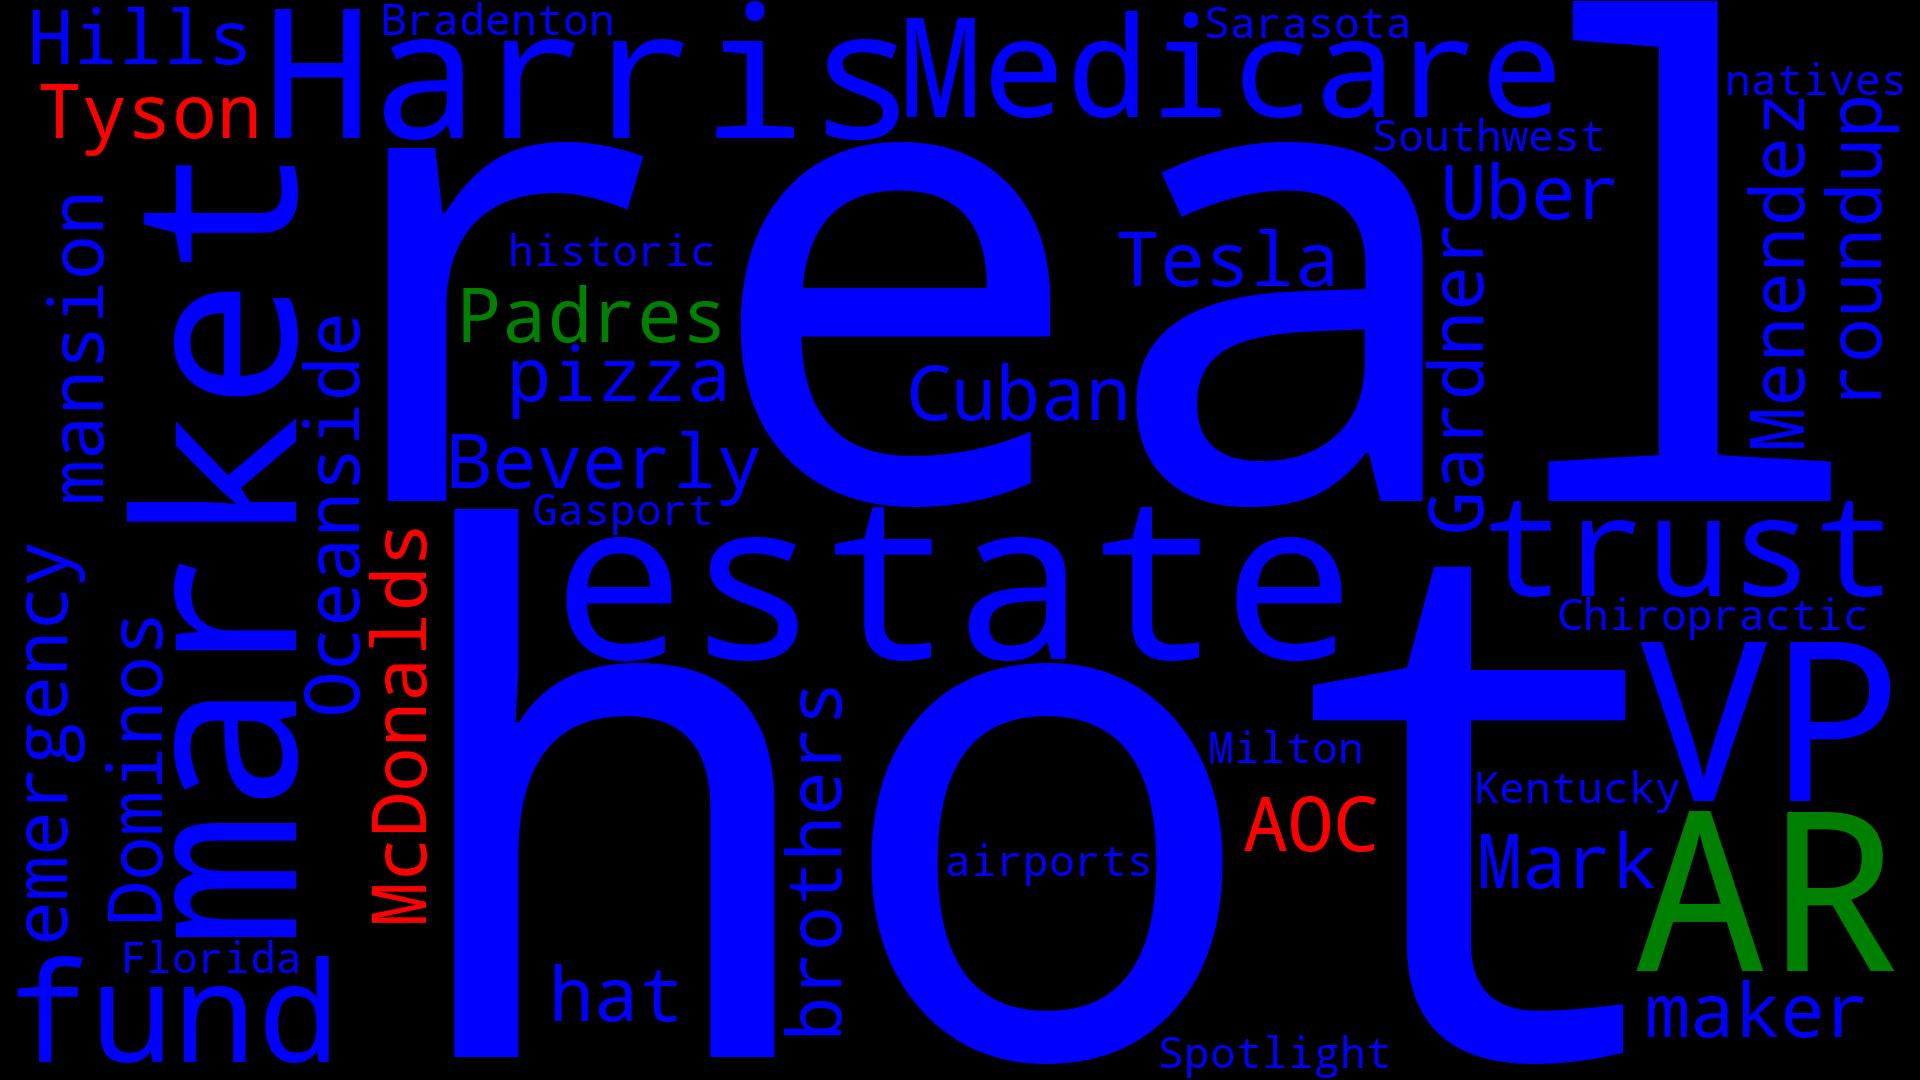 Hills
Bradenton
Harris
Medicare
Sarasota
natives
Tyson
Southwest
Uber
real
Menendez
roundup
mansion
market
historic
Tesla
Gardner
Padres
pizza
Cuban
Oceanside
Beverly
Gasport
McDonalds
estate
trust
Chiropractic
emergency
Dominos
hot
VP
brothers
Milton
Kentucky
AOC
Mark
AR
airports
Florida
fund
hat
maker
Spotlight